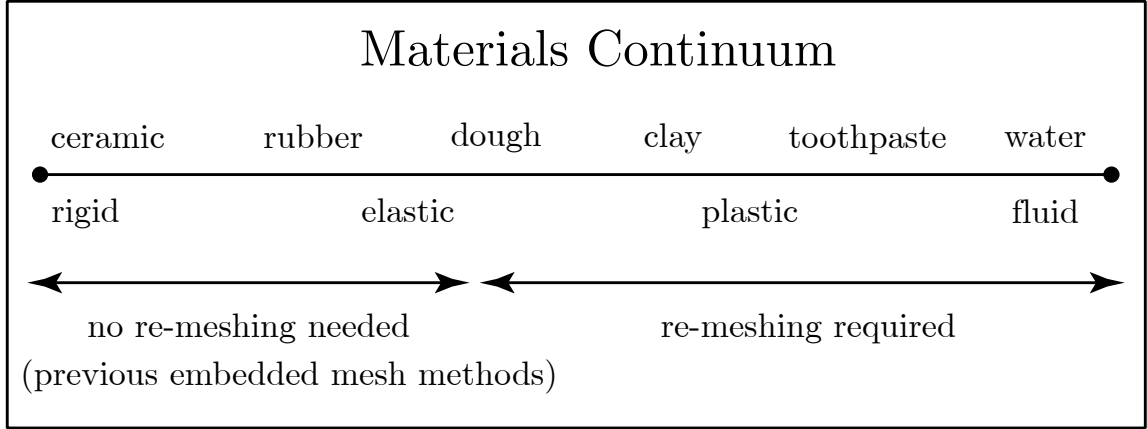 Materials Continuum
ceramic rubber dough clay toothpaste water
rigid elastic plastic fluid
no re-meshing needed re-meshing required
(previous embedded mesh methods)